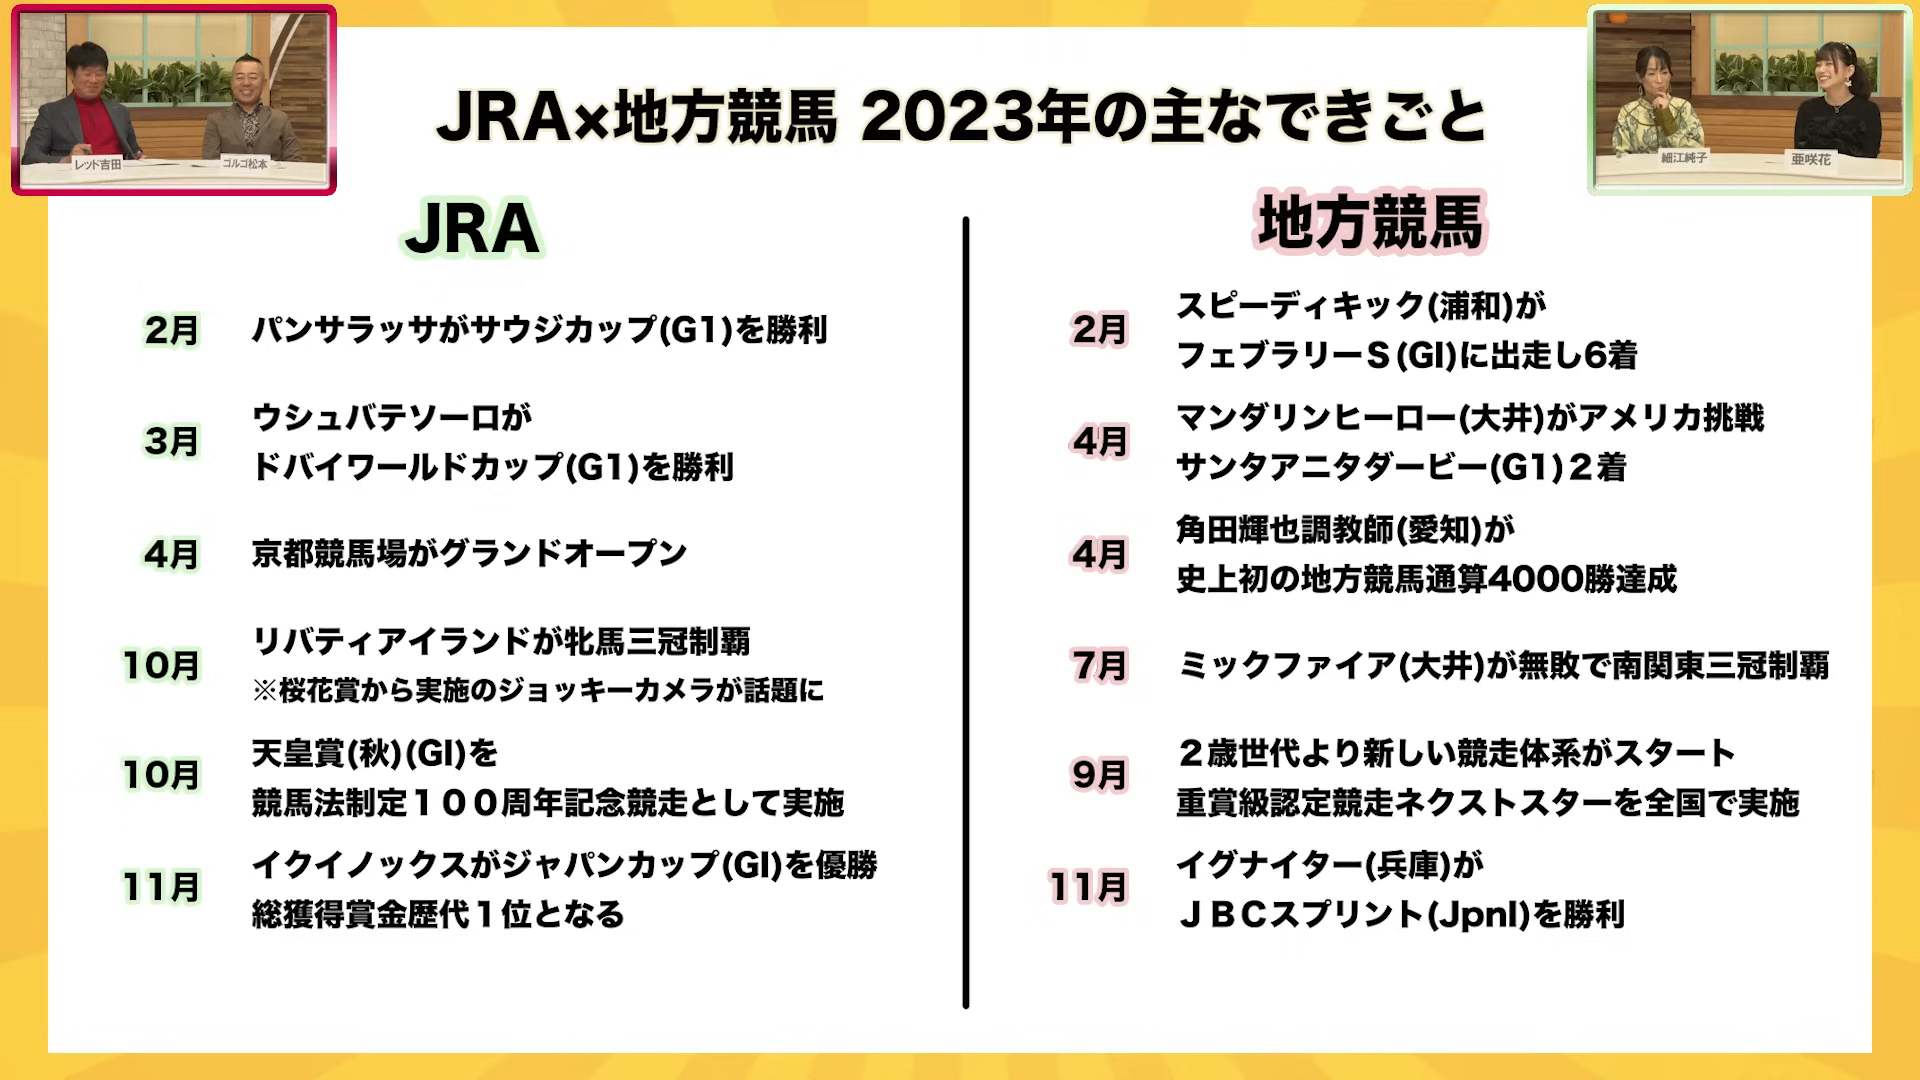 JRA×地方競馬 2023年の主なできごと
レッド吉田
ゴルゴ松本
細江純子
亜咲花
JRA
2月
パンサラッサがサウジカップ(G1)を勝利
3月
ウシュバテソーロが
ドバイワールドカップ(G1)を勝利
4月
京都競馬場がグランドオープン
10月
リバティアイランドが牝馬三冠制覇
※桜花賞から実施のジョッキーカメラが話題に
10月
天皇賞(秋)(GI)を
競馬法制定１００周年記念競走として実施
11月
イクイノックスがジャパンカップ(GI)を優勝
総獲得賞金歴代１位となる
地方競馬
2月
スピーディキック(浦和)が
フェブラリーＳ(GI)に出走し6着
4月
マンダリンヒーロー(大井)がアメリカ挑戦
サンタアニタダービー(G1)２着
4月
角田輝也調教師(愛知)が
史上初の地方競馬通算4000勝達成
7月
ミックファイア(大井)が無敗で南関東三冠制覇
9月
２歳世代より新しい競走体系がスタート
重賞級認定競走ネクストスターを全国で実施
11月
イグナイター(兵庫)が
ＪＢＣスプリント(JpnI)を勝利